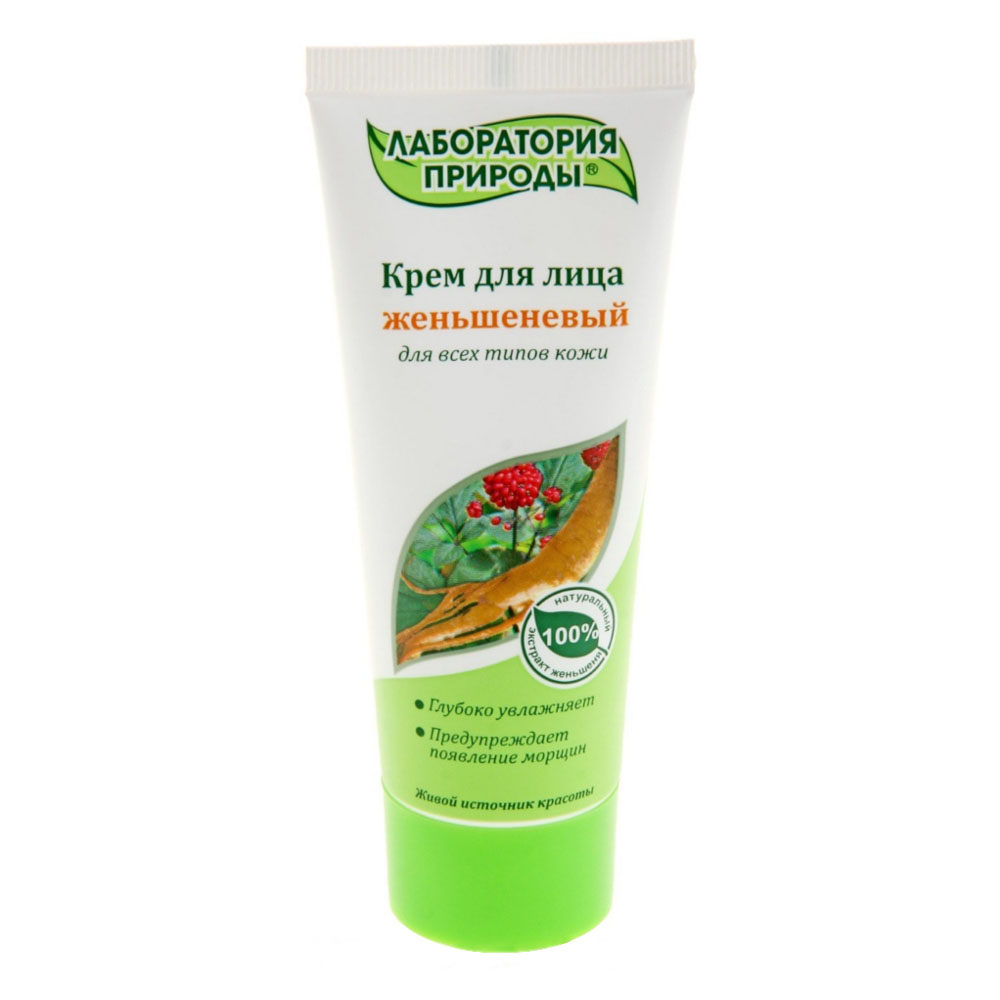 ЛАБОРАТОРИЯ
ПРИРОДЫ®
Крем для лица
женьшеневый
для всех типов кожи
натуральный
100%
экстракт женьшеня
• Глубоко увлажняет
• Предупреждает
появление морщин
Живой источник красоты